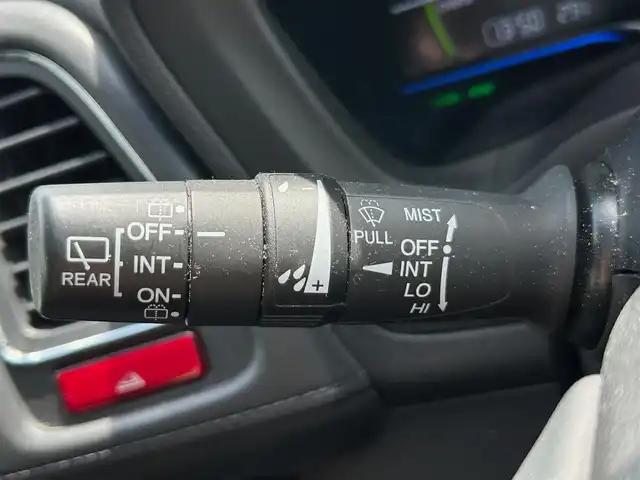 OFF
INT
ON
REAR
- 
+
PULL
MIST
OFF
INT
LO
HI